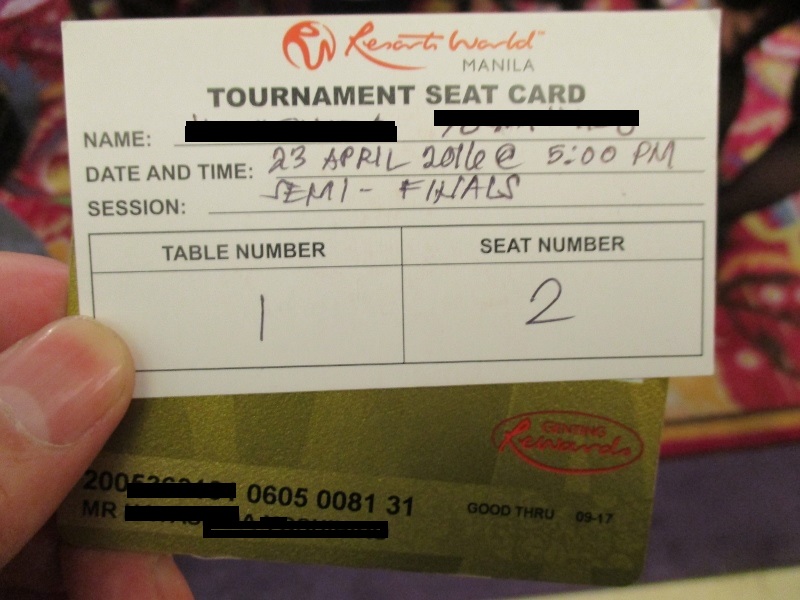 Resorts World
MANILA
TOURNAMENT SEAT CARD
NAME:
DATE AND TIME: 23 APRIL 2016 @ 5:00 PM
SESSION: SEMI - FINALS
TABLE NUMBER SEAT NUMBER
1 2
GENTING
Rewards
0605 0081 31
MR
GOOD THRU 09-17